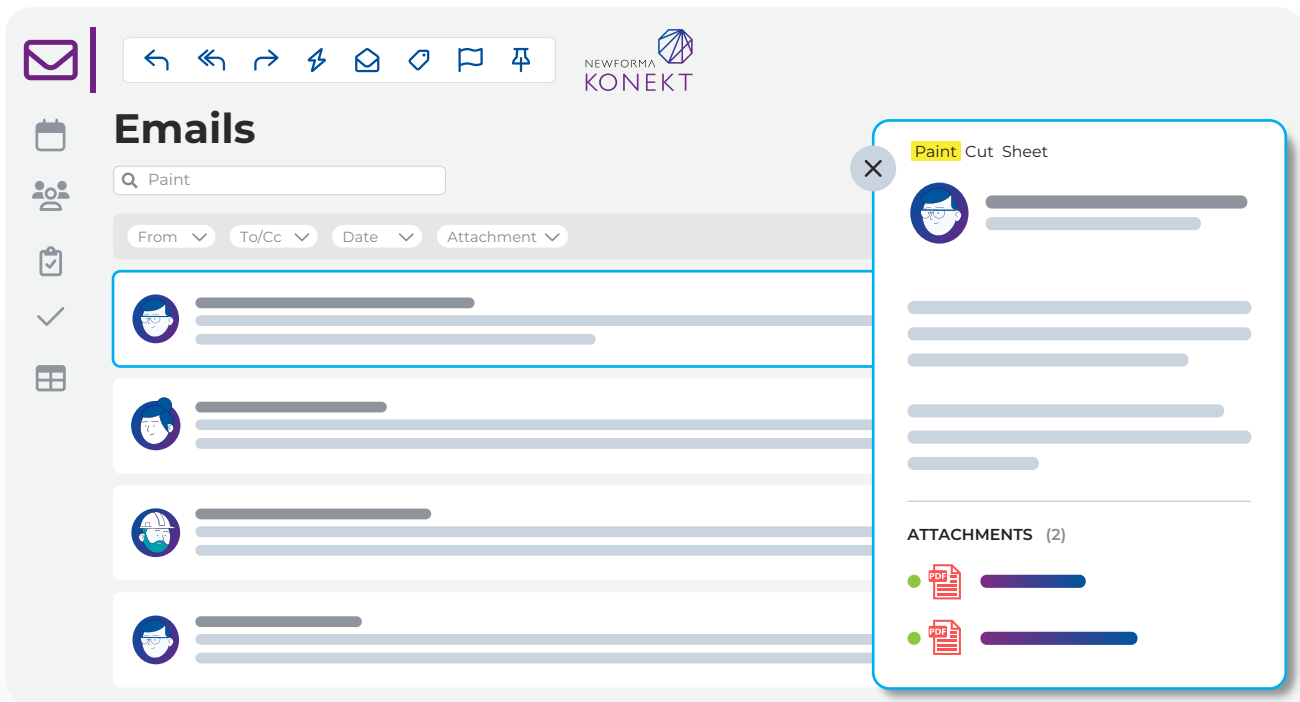 NEWFORMA
KONEKT
Emails
Paint
From
To/Cc
Date
Attachment
Paint Cut Sheet
ATTACHMENTS (2)
PDF
PDF